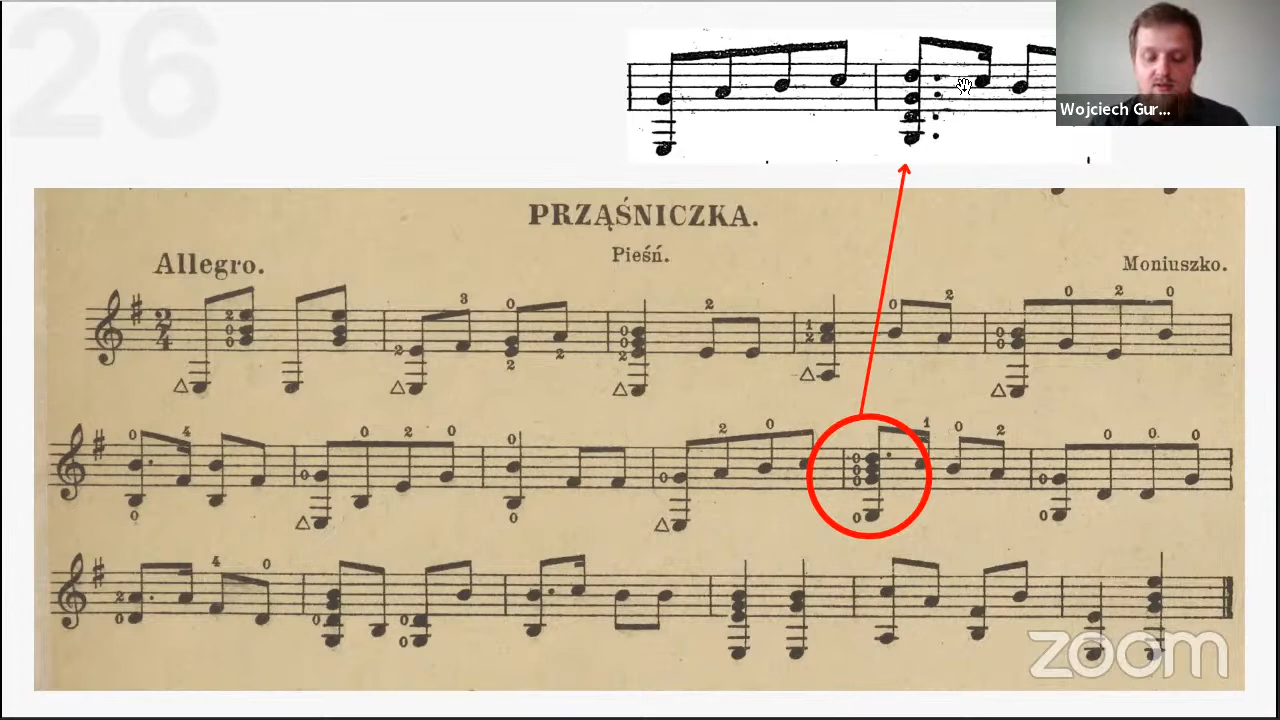 26
Wojciech Gur...
PRZĄŚNICZKA.
Pieśń.
Allegro.
Moniuszko.
zoom